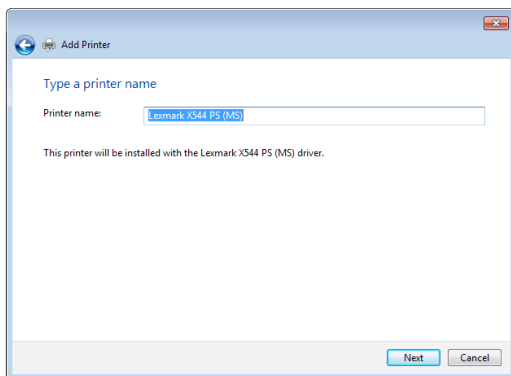 Add Printer
Type a printer name
Printer name: Lexmark X544 PS (MS)
This printer will be installed with the Lexmark X544 PS (MS) driver.
Next Cancel